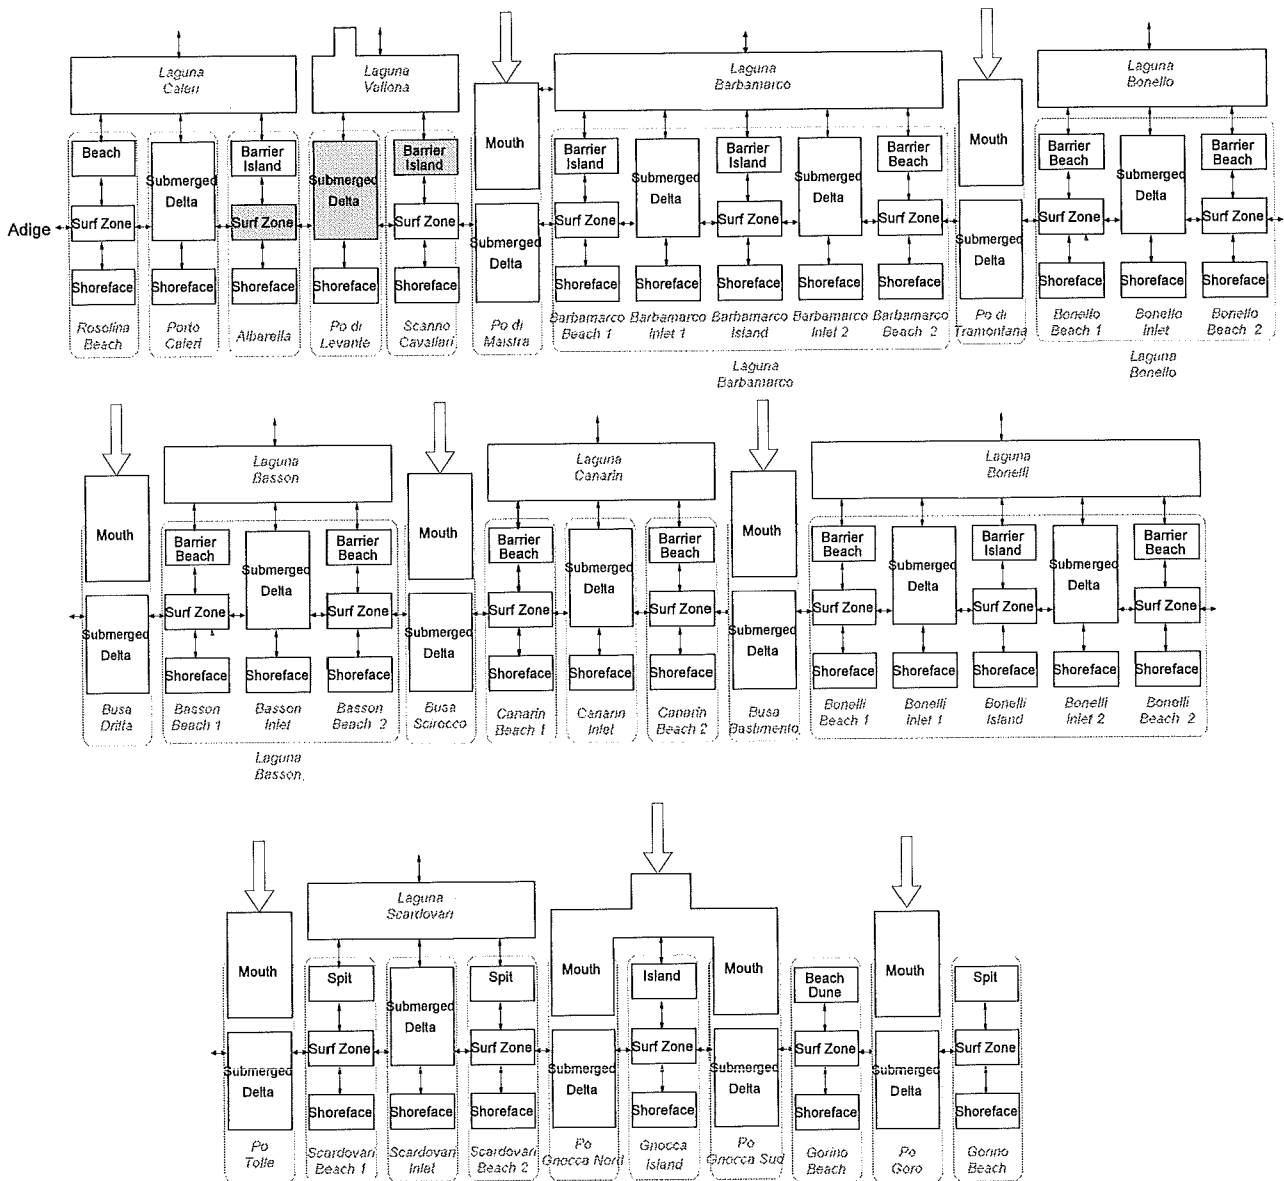 Laguna
Caleri
Laguna
Vallona
Laguna
Barbamarco
Laguna
Bonello
Mouth
Mouth
Beach
Submerged
Delta
Barrier
Island
Submerged
Delta
Barrier
Island
Barrier
Island
Submerged
Delta
Barrier
Island
Submerged
Delta
Barrier
Beach
Barrier
Beach
Submerged
Delta
Barrier
Beach
Adige
Surf Zone
Surf Zone
Surf Zone
Submerged
Delta
Surf Zone
Surf Zone
Surf Zone
Submerged
Delta
Surf Zone
Surf Zone
Shoreface
Shoreface
Shoreface
Shoreface
Shoreface
Shoreface
Shoreface
Shoreface
Shoreface
Shoreface
Shoreface
Shoreface
Shoreface
Rosolina
Beach
Porto
Caleri
Albarella
Po di
Levante
Scanno
Cavallari
Po di
Maistra
Barbamarco
Beach 1
Barbamarco
Inlet 1
Barbamarco
Island
Barbamarco
Inlet 2
Barbamarco
Beach 2
Po di
Tramontana
Bonello
Beach 1
Bonello
Inlet
Bonello
Beach 2
Laguna
Barbamarco
Laguna
Bonello
Laguna
Basson
Laguna
Canarin
Laguna
Bonelli
Mouth
Mouth
Mouth
Barrier
Beach
Submerged
Delta
Barrier
Beach
Barrier
Beach
Submerged
Delta
Barrier
Beach
Barrier
Beach
Submerged
Delta
Barrier
Island
Submerged
Delta
Barrier
Beach
Submerged
Delta
Surf Zone
Surf Zone
Submerged
Delta
Surf Zone
Surf Zone
Submerged
Delta
Surf Zone
Surf Zone
Surf Zone
Shoreface
Shoreface
Shoreface
Shoreface
Shoreface
Shoreface
Shoreface
Shoreface
Shoreface
Shoreface
Shoreface
Busa
Dritta
Basson
Beach 1
Basson
Inlet
Basson
Beach 2
Busa
Scirocco
Canarin
Beach 1
Canarin
Inlet
Canarin
Beach 2
Busa
Bastimento
Bonelli
Beach 1
Bonelli
Inlet 1
Bonelli
Island
Bonelli
Inlet 2
Bonelli
Beach 2
Laguna
Basson
Laguna
Scardovari
Mouth
Spit
Submerged
Delta
Spit
Mouth
Island
Mouth
Beach
Dune
Mouth
Spit
Submerged
Delta
Surf Zone
Surf Zone
Submerged
Delta
Surf Zone
Submerged
Delta
Surf Zone
Submerged
Delta
Surf Zone
Shoreface
Shoreface
Shoreface
Shoreface
Shoreface
Shoreface
Po
Tolle
Scardovari
Beach 1
Scardovari
Inlet
Scardovari
Beach 2
Po
Gnocca Nord
Gnocca
Island
Po
Gnocca Sud
Gorino
Beach
Po
Goro
Gorino
Beach